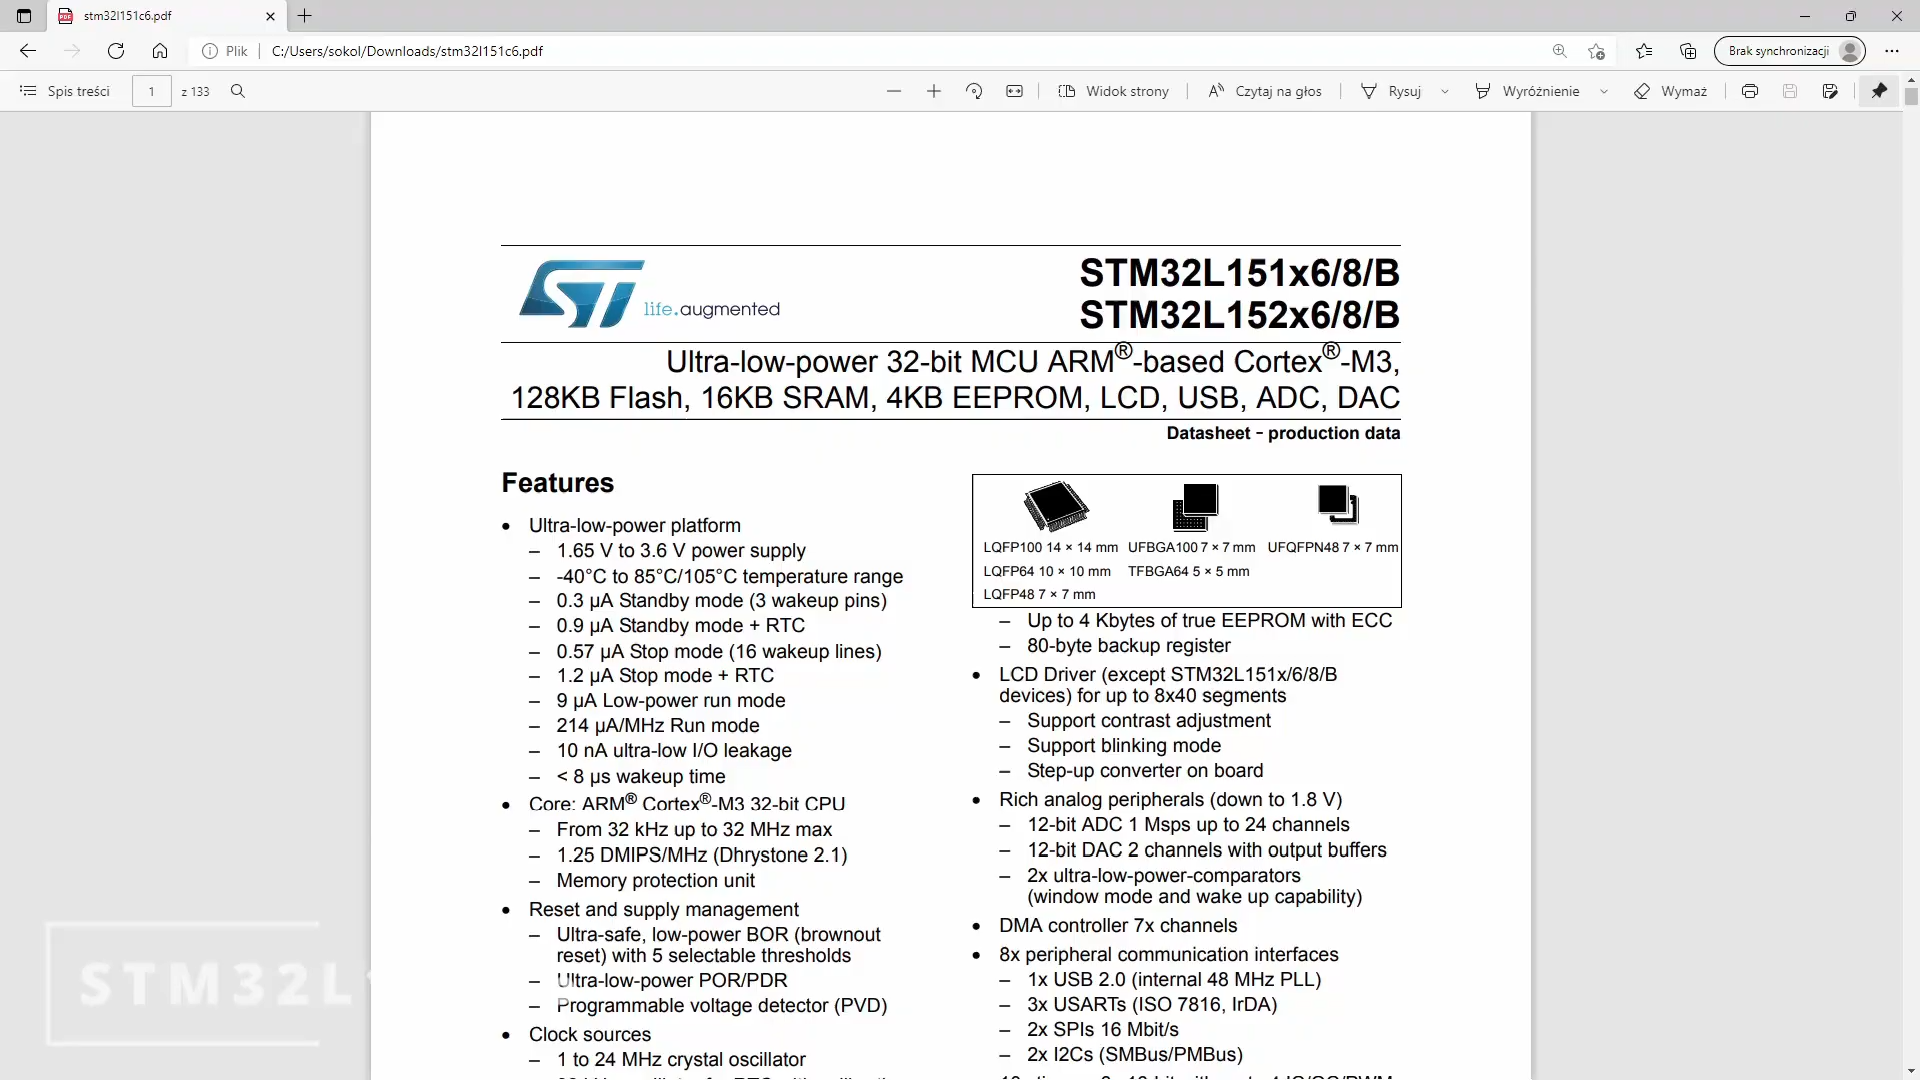 stm32l151c6.pdf
Plik
C:/Users/sokol/Downloads/stm32l151c6.pdf
Brak synchronizacji
Spis treści
1
z 133
Widok strony
Czytaj na głos
Rysuj
Wyróżnienie
Wymaż
ST
life.augmented
STM32L151x6/8/B
STM32L152x6/8/B
Ultra-low-power 32-bit MCU ARM®-based Cortex®-M3,
128KB Flash, 16KB SRAM, 4KB EEPROM, LCD, USB, ADC, DAC
Datasheet - production data
Features
• Ultra-low-power platform
– 1.65 V to 3.6 V power supply
– -40°C to 85°C/105°C temperature range
– 0.3 µA Standby mode (3 wakeup pins)
– 0.9 µA Standby mode + RTC
– 0.57 µA Stop mode (16 wakeup lines)
– 1.2 µA Stop mode + RTC
– 9 µA Low-power run mode
– 214 µA/MHz Run mode
– 10 nA ultra-low I/O leakage
– < 8 µs wakeup time
• Core: ARM® Cortex®-M3 32-bit CPU
– From 32 kHz up to 32 MHz max
– 1.25 DMIPS/MHz (Dhrystone 2.1)
– Memory protection unit
• Reset and supply management
– Ultra-safe, low-power BOR (brownout
reset) with 5 selectable thresholds
– Ultra-low-power POR/PDR
– Programmable voltage detector (PVD)
• Clock sources
– 1 to 24 MHz crystal oscillator
LQFP100 14 × 14 mm UFBGA100 7 × 7 mm UFQFPN48 7 × 7 mm
LQFP64 10 × 10 mm TFBGA64 5 × 5 mm
LQFP48 7 × 7 mm
– Up to 4 Kbytes of true EEPROM with ECC
– 80-byte backup register
• LCD Driver (except STM32L151x/6/8/B
devices) for up to 8x40 segments
– Support contrast adjustment
– Support blinking mode
– Step-up converter on board
• Rich analog peripherals (down to 1.8 V)
– 12-bit ADC 1 Msps up to 24 channels
– 12-bit DAC 2 channels with output buffers
– 2x ultra-low-power-comparators
(window mode and wake up capability)
• DMA controller 7x channels
• 8x peripheral communication interfaces
– 1x USB 2.0 (internal 48 MHz PLL)
– 3x USARTs (ISO 7816, IrDA)
– 2x SPIs 16 Mbit/s
– 2x I2Cs (SMBus/PMBus)
STM32L